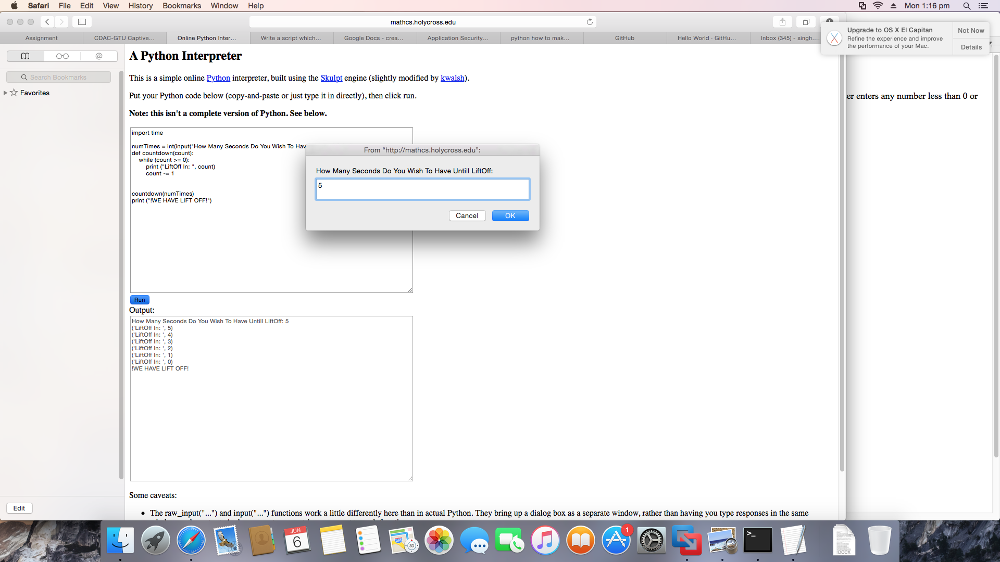 Safari File Edit View History Bookmarks Window Help
Mon 1:16 pm
mathcs.holycross.edu
Assignment
CDAC-GTU Captive...
Online Python Inter...
Write a script which...
Google Docs - crea...
Application Security...
python how to mak...
GitHub
Hello World · GitHu...
Inbox (345) - singh....
Upgrade to OS X El Capitan
Refine the experience and improve
the performance of your Mac.
Not Now
Details
Search Bookmarks
Favorites
Edit
A Python Interpreter
This is a simple online Python interpreter, built using the Skulpt engine (slightly modified by kwalsh).
Put your Python code below (copy-and-paste or just type it in directly), then click run.
Note: this isn't a complete version of Python. See below.
import time
numTimes = int(input("How Many Seconds Do You Wish To Hav
def countdown(count):
while (count >= 0):
print ("LiftOff In: ", count)
count -= 1
countdown(numTimes)
print ("!WE HAVE LIFT OFF!")
From “http://mathcs.holycross.edu”:
How Many Seconds Do You Wish To Have Untill LiftOff:
5
Cancel
OK
Run
Output:
How Many Seconds Do You Wish To Have Untill LiftOff: 5
('LiftOff In: ', 5)
('LiftOff In: ', 4)
('LiftOff In: ', 3)
('LiftOff In: ', 2)
('LiftOff In: ', 1)
('LiftOff In: ', 0)
!WE HAVE LIFT OFF!
Some caveats:
The raw_input("...") and input("...") functions work a little differently here than in actual Python. They bring up a dialog box as a separate window, rather than having you type responses in the same
er enters any number less than 0 or
JUN
6
280
3D
1
>_
DOCX